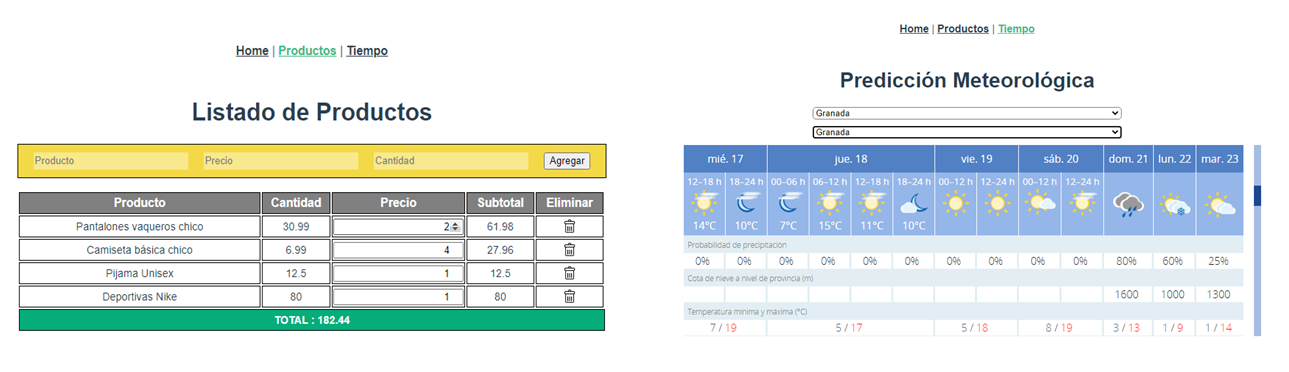 Home | Productos | Tiempo
Listado de Productos
Producto Precio Cantidad Agregar
Producto Cantidad Precio Subtotal Eliminar
Pantalones vaqueros chico 30.99 2 61.98
Camiseta básica chico 6.99 4 27.96
Pijama Unisex 12.5 1 12.5
Deportivas Nike 80 1 80
TOTAL : 182.44
Home | Productos | Tiempo
Predicción Meteorológica
Granada
Granada
mié. 17 jue. 18 vie. 19 sáb. 20 dom. 21 lun. 22 mar. 23
12–18 h 18–24 h 00–06 h 06–12 h 12–18 h 18–24 h 00–12 h 12–24 h 00–12 h 12–24 h
14°C 10°C 7°C 15°C 11°C 10°C
Probabilidad de precipitacion
0% 0% 0% 0% 0% 0% 0% 0% 0% 0% 80% 60% 25%
Cota de nieve a nivel de provincia (m)
1600 1000 1300
Temperatura mínima y máxima (°C)
7 / 19 5 / 17 5 / 18 8 / 19 3 / 13 1 / 9 1 / 14